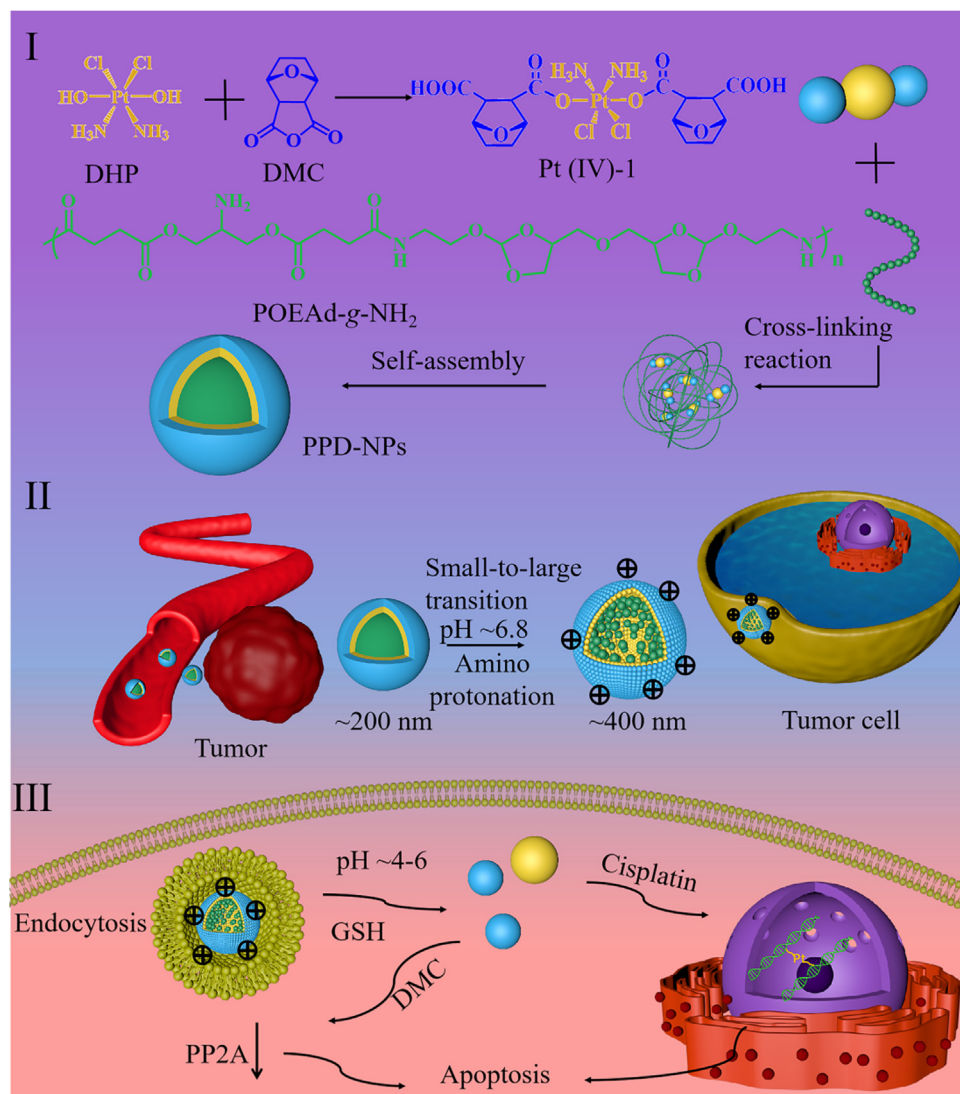 I
Cl Cl
HO Pt OH
H₃N NH₃
DHP
+
O
O O O
DMC
HOOC O H₃N NH₃ O COOH
O Pt O
Cl Cl
O O
Pt (IV)-1
+
O NH₂ O
O O O N H O O O O O O O N H n
O O O O
POEAd-g-NH₂
Cross-linking
reaction
Self-assembly
PPD-NPs
II
Small-to-large
transition
pH ~6.8
Amino
protonation
Tumor
~200 nm
~400 nm
Tumor cell
III
pH ~4-6
GSH
Cisplatin
Endocytosis
Pt
DMC
PP2A
Apoptosis